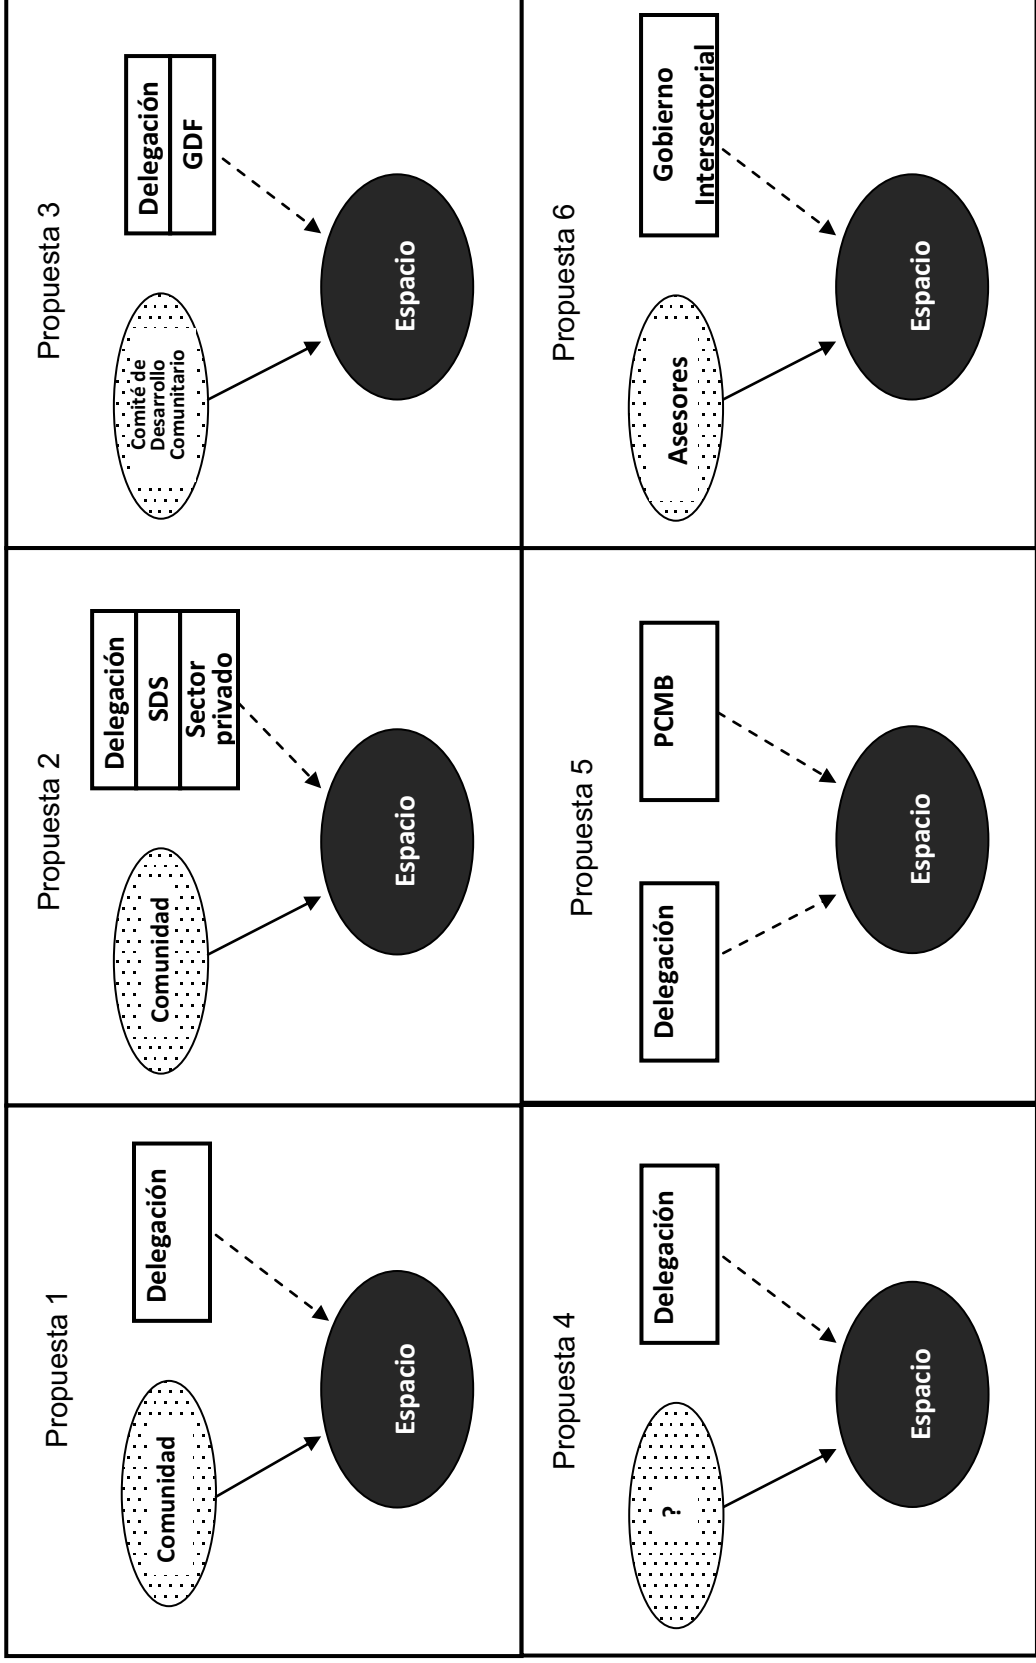 Propuesta 1
Comunidad
Delegación
Espacio
Propuesta 2
Comunidad
Delegación
SDS
Sector
privado
Espacio
Propuesta 3
Comité de
Desarrollo
Comunitario
Delegación
GDF
Espacio
Propuesta 4
?
Delegación
Espacio
Propuesta 5
Delegación
PCMB
Espacio
Propuesta 6
Asesores
Gobierno
Intersectorial
Espacio